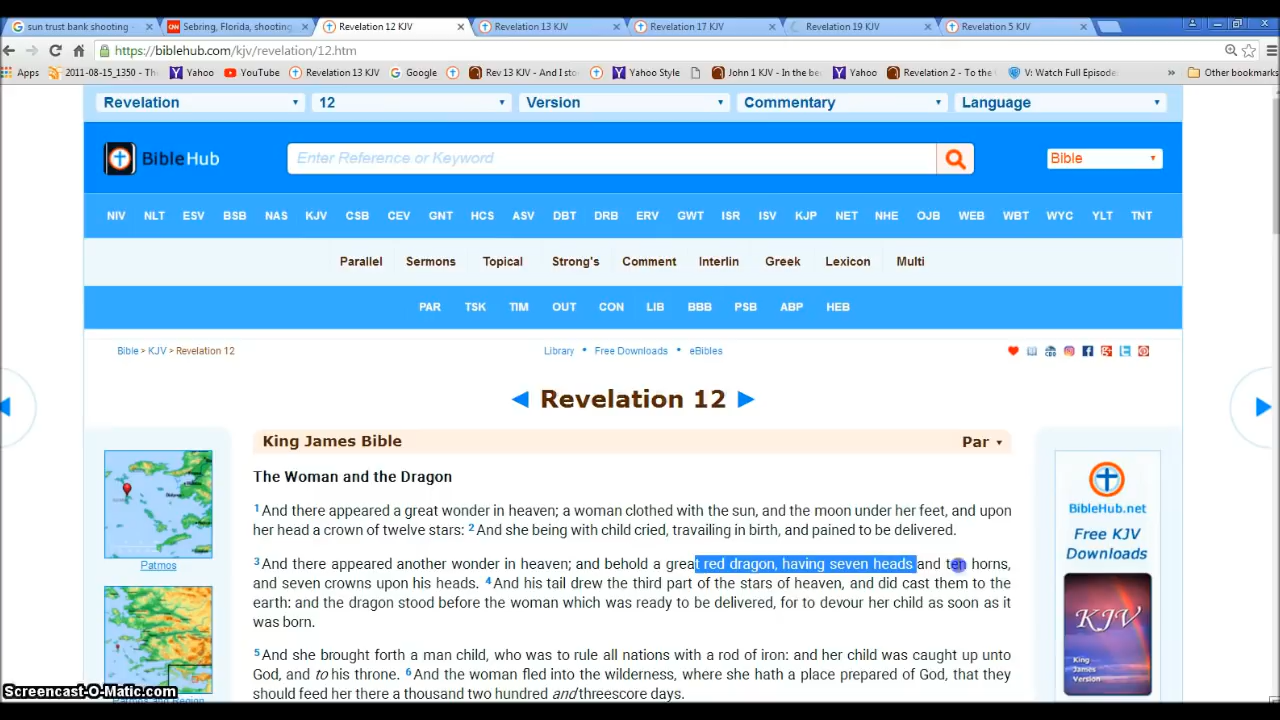 sun trust bank shooting -
Sebring, Florida, shooting
Revelation 12 KJV
Revelation 13 KJV
Revelation 17 KJV
Revelation 19 KJV
Revelation 5 KJV
https://biblehub.com/kjv/revelation/12.htm
Apps
2011-08-15_1350 - Th
Yahoo
YouTube
Revelation 13 KJV
Google
Rev 13 KJV - And I sto
Yahoo Style
John 1 KJV - In the be
Yahoo
Revelation 2 - To the
V: Watch Full Episode
»
Other bookmarks
Revelation
12
Version
Commentary
Language
BibleHub
Enter Reference or Keyword
Bible
NIV NLT ESV BSB NAS KJV CSB CEV GNT HCS ASV DBT DRB ERV GWT ISR ISV KJP NET NHE OJB WEB WBT WYC YLT TNT
Parallel Sermons Topical Strong's Comment Interlin Greek Lexicon Multi
PAR TSK TIM OUT CON LIB BBB PSB ABP HEB
Bible > KJV > Revelation 12
Library • Free Downloads • eBibles
◄ Revelation 12 ►
King James Bible
Par
The Woman and the Dragon
1 And there appeared a great wonder in heaven; a woman clothed with the sun, and the moon under her feet, and upon
her head a crown of twelve stars: 2 And she being with child cried, travailing in birth, and pained to be delivered.
3 And there appeared another wonder in heaven; and behold a great red dragon, having seven heads and ten horns,
and seven crowns upon his heads. 4 And his tail drew the third part of the stars of heaven, and did cast them to the
earth: and the dragon stood before the woman which was ready to be delivered, for to devour her child as soon as it
was born.
5 And she brought forth a man child, who was to rule all nations with a rod of iron: and her child was caught up unto
God, and to his throne. 6 And the woman fled into the wilderness, where she hath a place prepared of God, that they
should feed her there a thousand two hundred and threescore days.
Patmos
BibleHub.net
Free KJV
Downloads
KJV
King
James
Version
Screencast-O-Matic.com